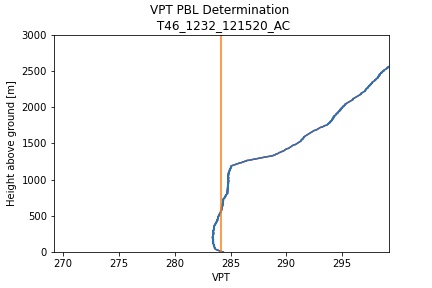 VPT PBL Determination
T46_1232_121520_AC
3000
2500
2000
1500
1000
500
0
Height above ground [m]
270 275 280 285 290 295
VPT